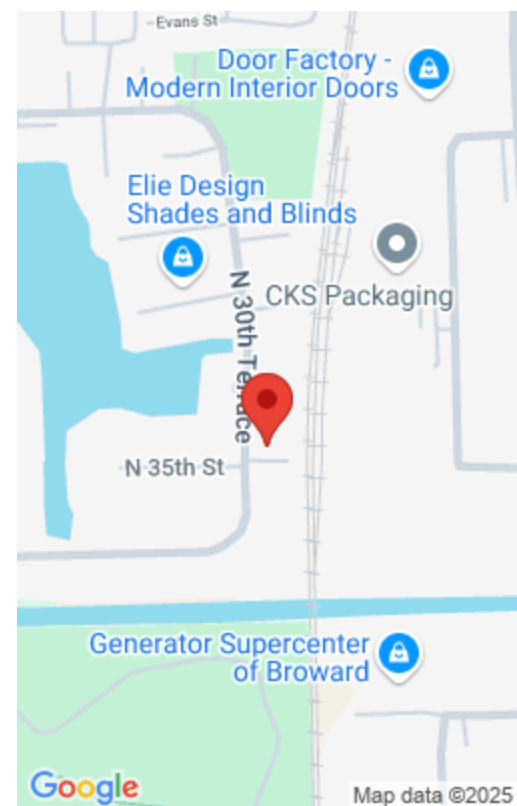 Evans St
Door Factory -
Modern Interior Doors
Elie Design
Shades and Blinds
N 30th Terrace
CKS Packaging
N 35th St
Generator Supercenter
of Broward
Google
Map data ©2025